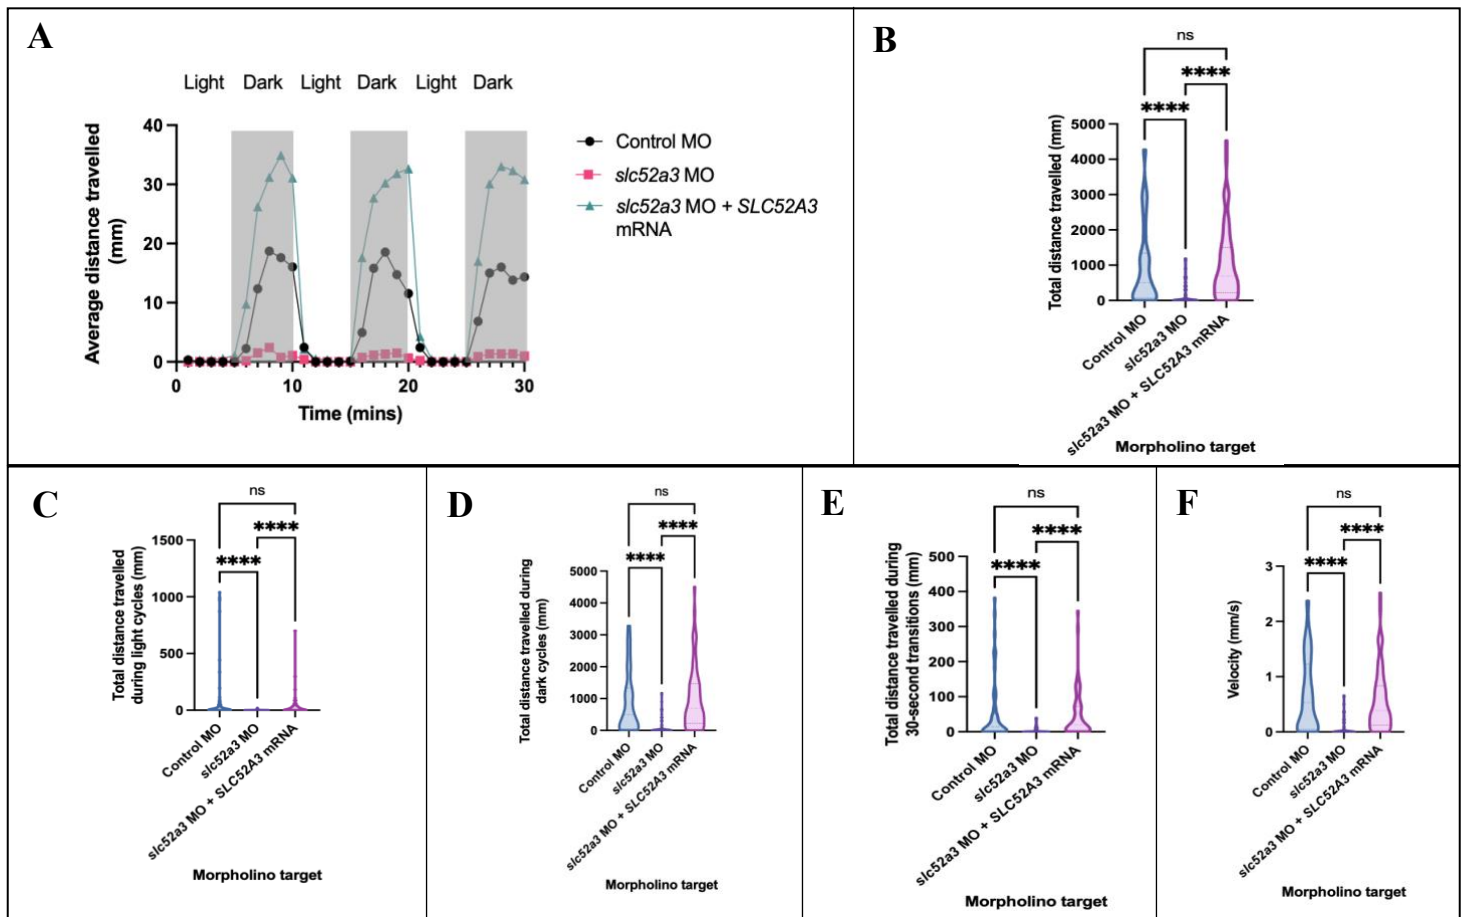 A
Light Dark Light Dark Light Dark
Average distance travelled
(mm)
40
30
20
10
0
0 10 20 30
Time (mins)
Control MO
slc52a3 MO
slc52a3 MO + SLC52A3
mRNA
B
ns
****
****
Total distance travelled (mm)
5000
4000
3000
2000
1000
0
Control MO
slc52a3 MO
slc52a3 MO + SLC52A3 mRNA
Morpholino target
C
ns
****
****
Total distance travelled
during light cycles (mm)
1500
1000
500
0
Control MO
slc52a3 MO
slc52a3 MO + SLC52A3 mRNA
Morpholino target
D
ns
****
****
Total distance travelled during
dark cycles (mm)
5000
4000
3000
2000
1000
0
Control MO
slc52a3 MO
slc52a3 MO + SLC52A3 mRNA
Morpholino target
E
ns
****
****
Total distance travelled during
30-second transitions (mm)
500
400
300
200
100
0
Control MO
slc52a3 MO
slc52a3 MO + SLC52A3 mRNA
Morpholino target
F
ns
****
****
Velocity (mm/s)
3
2
1
0
Control MO
slc52a3 MO
slc52a3 MO + SLC52A3 mRNA
Morpholino target